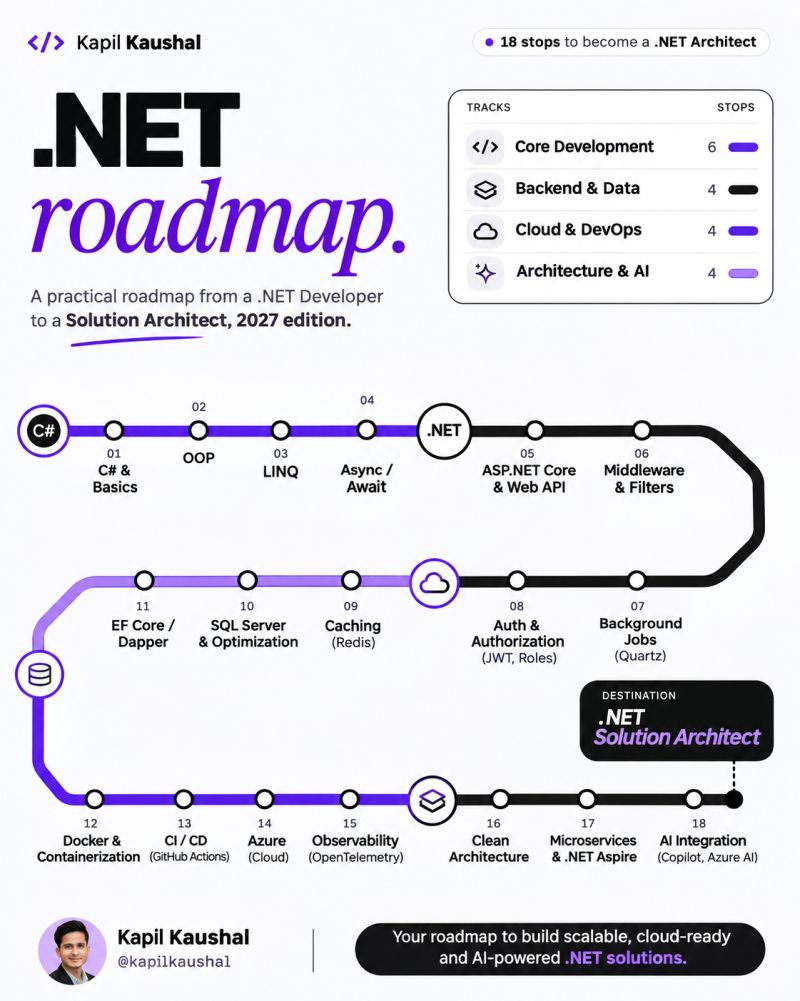 </> Kapil Kaushal
18 stops to become a .NET Architect
.NET
roadmap.
A practical roadmap from a .NET Developer
to a Solution Architect, 2027 edition.
TRACKS STOPS
</> Core Development 6
Backend & Data 4
Cloud & DevOps 4
Architecture & AI 4
C#
01
C# &
Basics
02
OOP
03
LINQ
04
Async /
Await
.NET
05
ASP.NET Core
& Web API
06
Middleware
& Filters
07
Background
Jobs
(Quartz)
08
Auth &
Authorization
(JWT, Roles)
09
Caching
(Redis)
10
SQL Server
& Optimization
11
EF Core /
Dapper
12
Docker &
Containerization
13
CI / CD
(GitHub Actions)
14
Azure
(Cloud)
15
Observability
(OpenTelemetry)
16
Clean
Architecture
17
Microservices
& .NET Aspire
18
AI Integration
(Copilot, Azure AI)
DESTINATION
.NET
Solution Architect
Kapil Kaushal
@kapilkaushal
Your roadmap to build scalable, cloud-ready
and AI-powered .NET solutions.